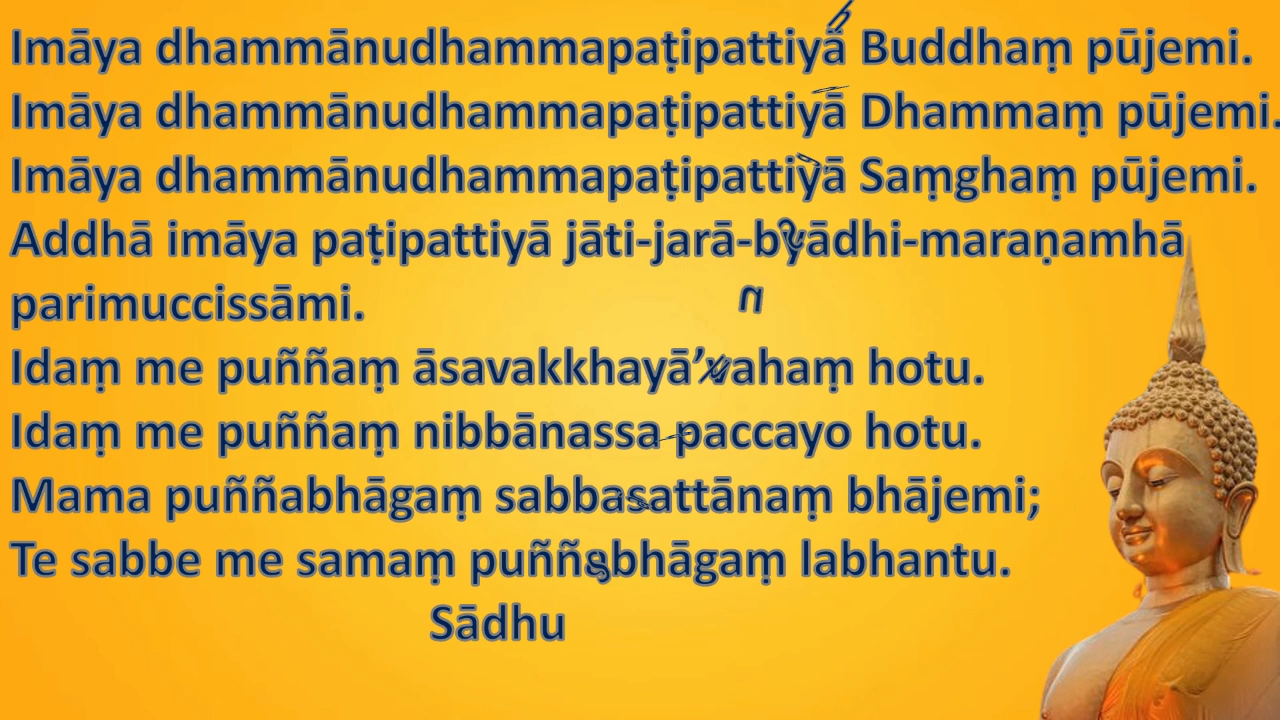 Imāya dhammānudhammapaṭipattiyā Buddhaṃ pūjemi.
Imāya dhammānudhammapaṭipattiyā Dhammaṃ pūjemi.
Imāya dhammānudhammapaṭipattiyā Saṃghaṃ pūjemi.
Addhā imāya paṭipattiyā jāti-jarā-byādhi-maraṇamhā
parimuccissāmi.
Idaṃ me puññaṃ āsavakkhayā’vahaṃ hotu.
Idaṃ me puññaṃ nibbānassa paccayo hotu.
Mama puññabhāgaṃ sabbasattānaṃ bhājemi;
Te sabbe me samaṃ puññabhāgaṃ labhantu.
Sādhu